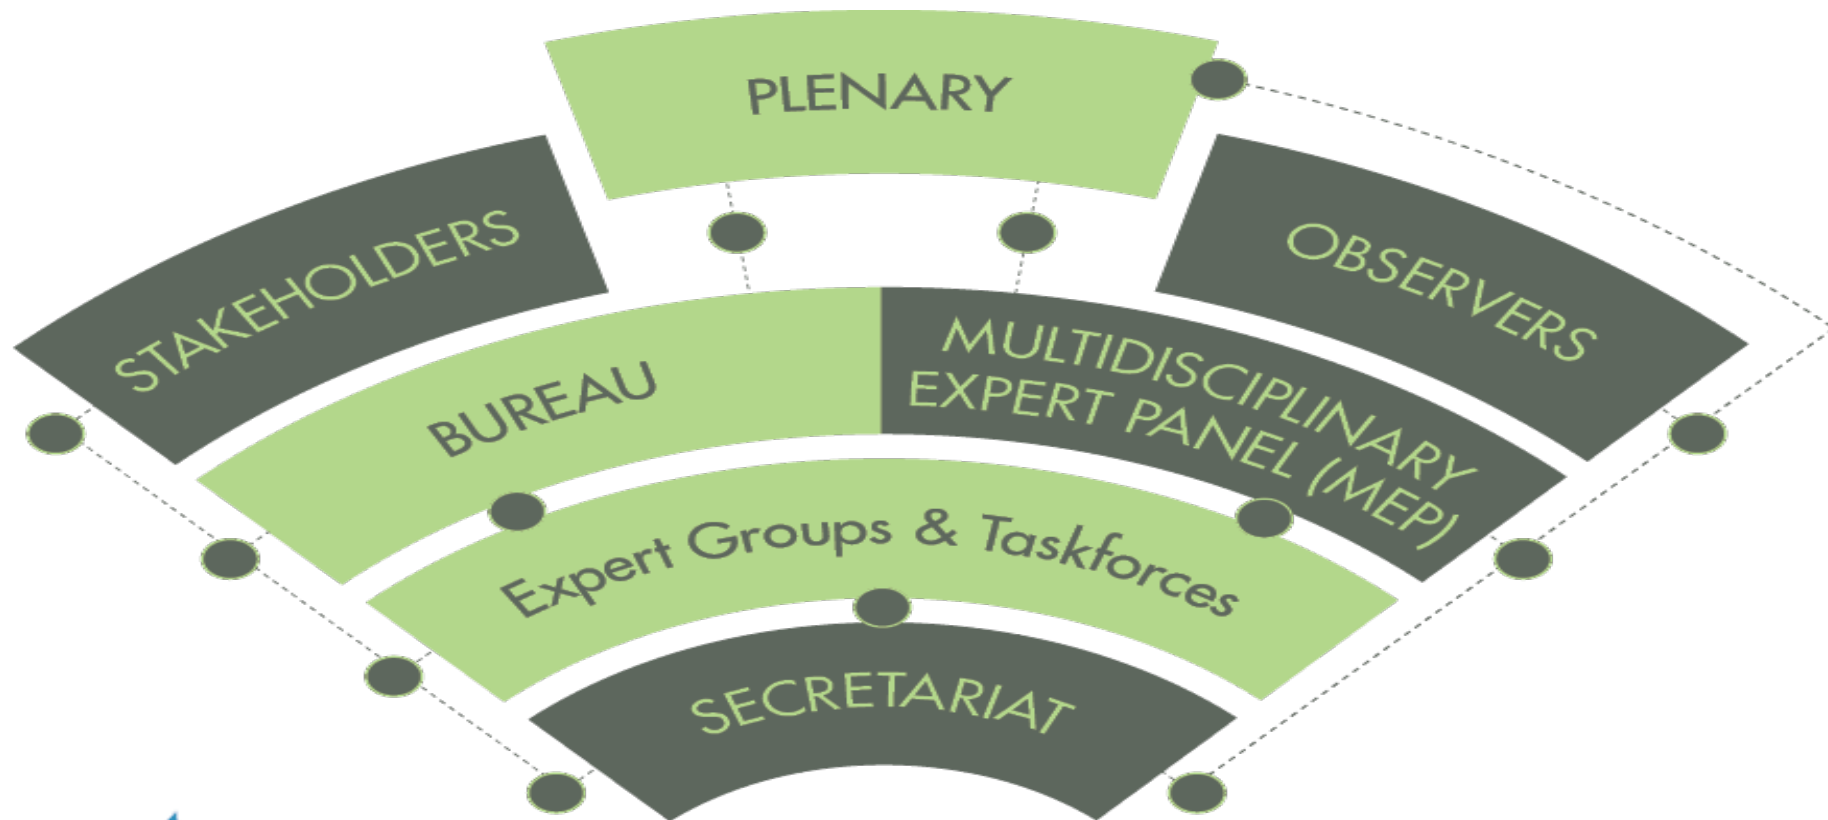 PLENARY
STAKEHOLDERS
OBSERVERS
BUREAU
MULTIDISCIPLINARY
EXPERT PANEL (MEP)
Expert Groups & Taskforces
SECRETARIAT